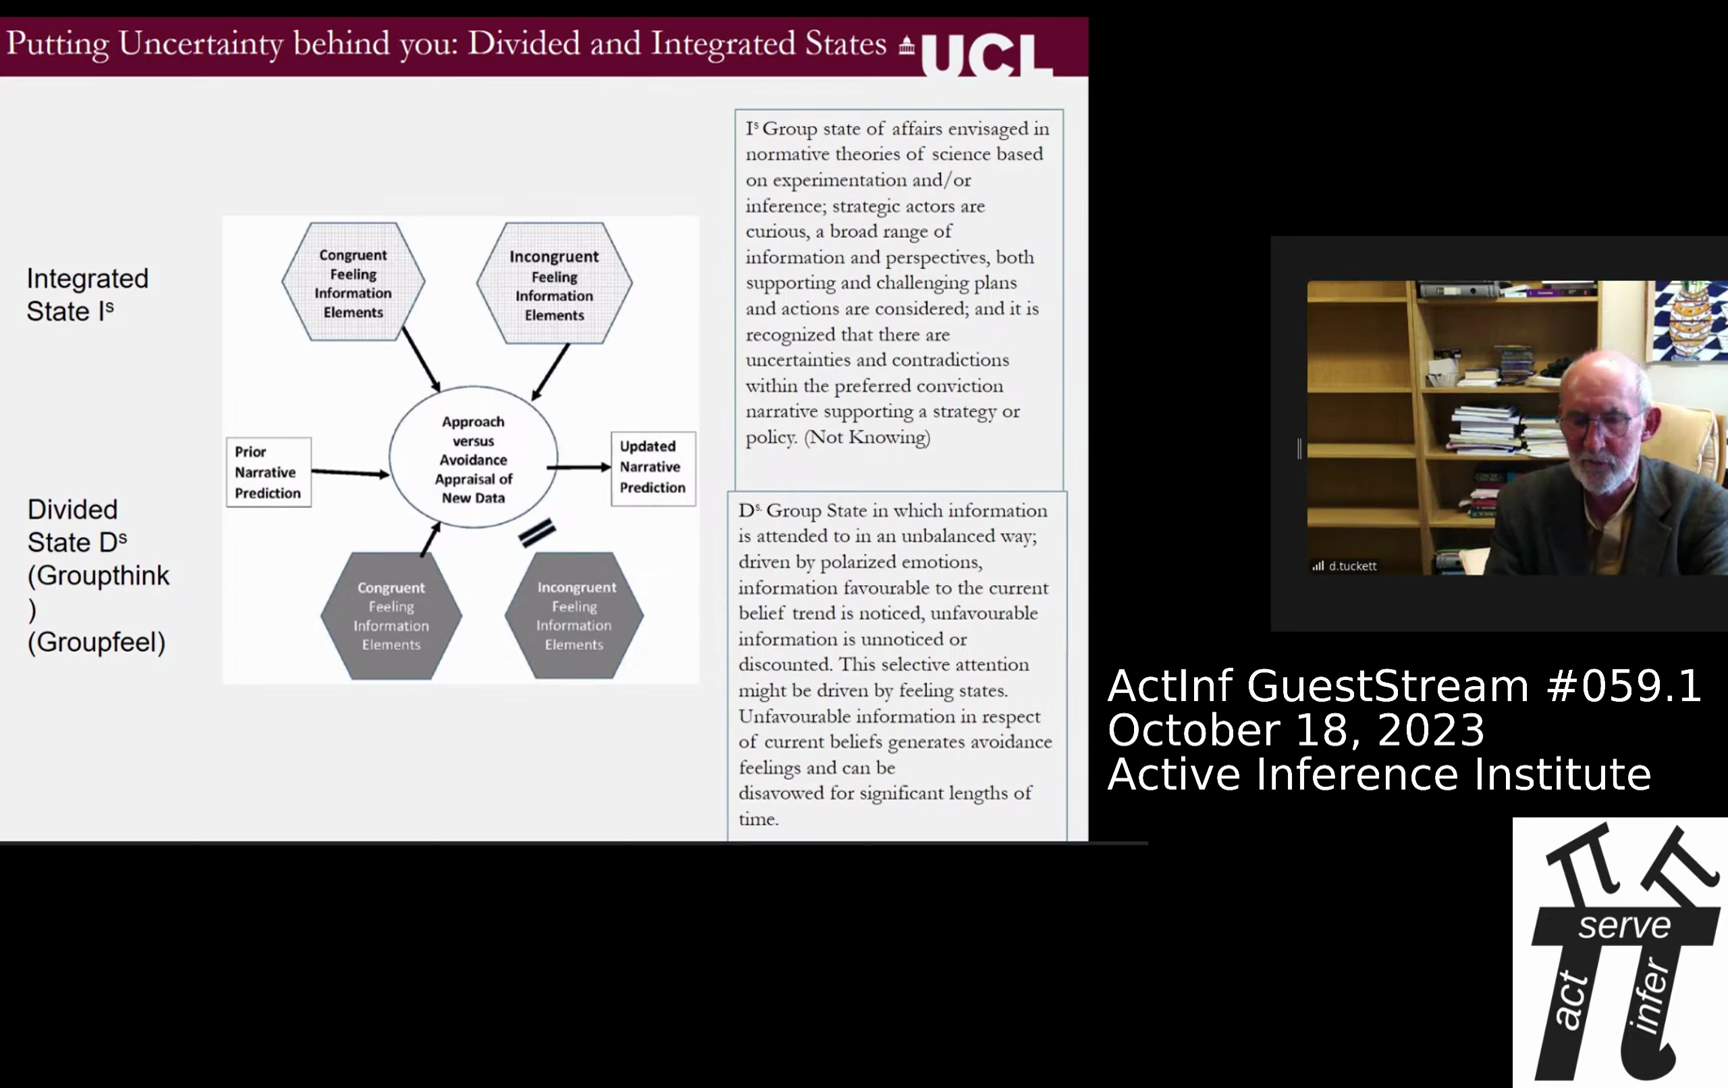 Putting Uncertainty behind you: Divided and Integrated States
UCL
Integrated
State Iˢ
Divided
State Dˢ
(Groupthink
)
(Groupfeel)
Congruent
Feeling
Information
Elements
Incongruent
Feeling
Information
Elements
Prior
Narrative
Prediction
Approach
versus
Avoidance
Appraisal of
New Data
Updated
Narrative
Prediction
Congruent
Feeling
Information
Elements
Incongruent
Feeling
Information
Elements
Iˢ Group state of affairs envisaged in
normative theories of science based
on experimentation and/or
inference; strategic actors are
curious, a broad range of
information and perspectives, both
supporting and challenging plans
and actions are considered; and it is
recognized that there are
uncertainties and contradictions
within the preferred conviction
narrative supporting a strategy or
policy. (Not Knowing)
Dˢ· Group State in which information
is attended to in an unbalanced way;
driven by polarized emotions,
information favourable to the current
belief trend is noticed, unfavourable
information is unnoticed or
discounted. This selective attention
might be driven by feeling states.
Unfavourable information in respect
of current beliefs generates avoidance
feelings and can be
disavowed for significant lengths of
time.
d.tuckett
ActInf GuestStream #059.1
October 18, 2023
Active Inference Institute
serve
act
infer